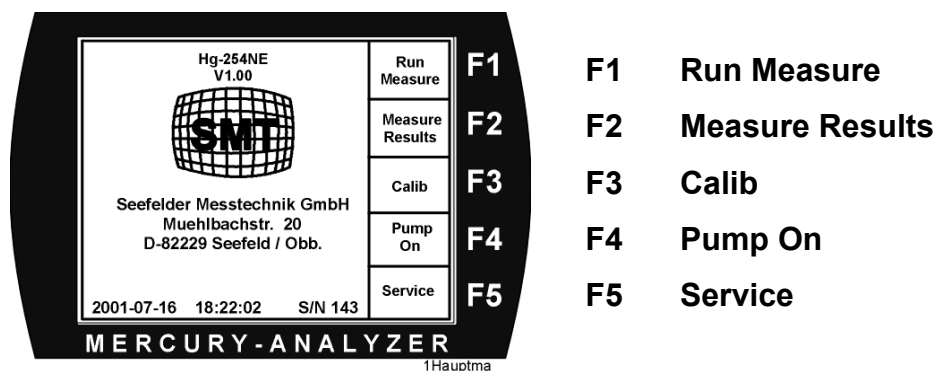 Hg-254NE
V1.00
SMT
Seefelder Messtechnik GmbH
Muehlbachstr. 20
D-82229 Seefeld / Obb.
2001-07-16 18:22:02 S/N 143
Run
Measure
F1
Measure
Results
F2
Calib
F3
Pump
On
F4
Service
F5
MERCURY-ANALYZER
1Hauptma
F1 Run Measure
F2 Measure Results
F3 Calib
F4 Pump On
F5 Service